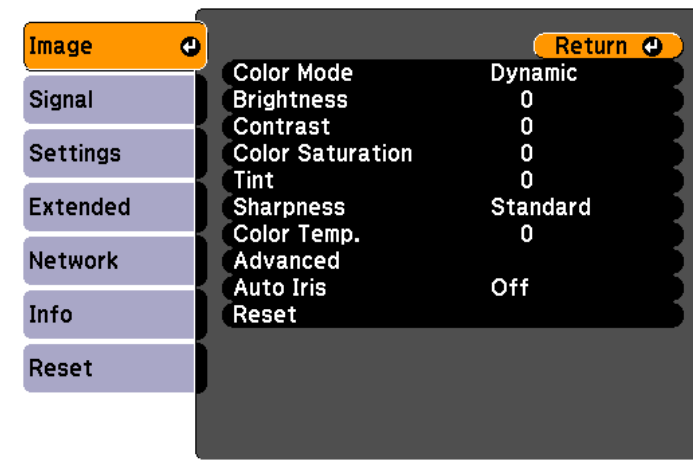 Image
Signal
Settings
Extended
Network
Info
Reset
Return
Color Mode Dynamic
Brightness 0
Contrast 0
Color Saturation 0
Tint 0
Sharpness Standard
Color Temp. 0
Advanced
Auto Iris Off
Reset